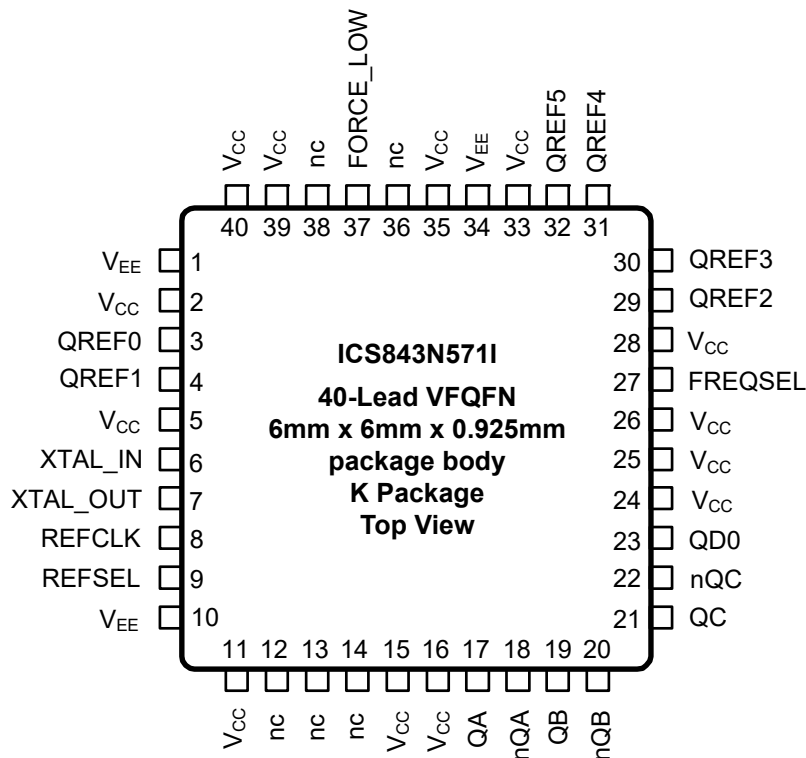 VCC VCC nc FORCE_LOW nc VCC VEE VCC QREF5 QREF4
40 39 38 37 36 35 34 33 32 31
VEE 1
VCC 2
QREF0 3
QREF1 4
VCC 5
XTAL_IN 6
XTAL_OUT 7
REFCLK 8
REFSEL 9
VEE 10
ICS843N571I
40-Lead VFQFN
6mm x 6mm x 0.925mm
package body
K Package
Top View
30 QREF3
29 QREF2
28 VCC
27 FREQSEL
26 VCC
25 VCC
24 VCC
23 QD0
22 nQC
21 QC
11 12 13 14 15 16 17 18 19 20
VCC nc nc nc VCC VCC QA nQA QB nQB